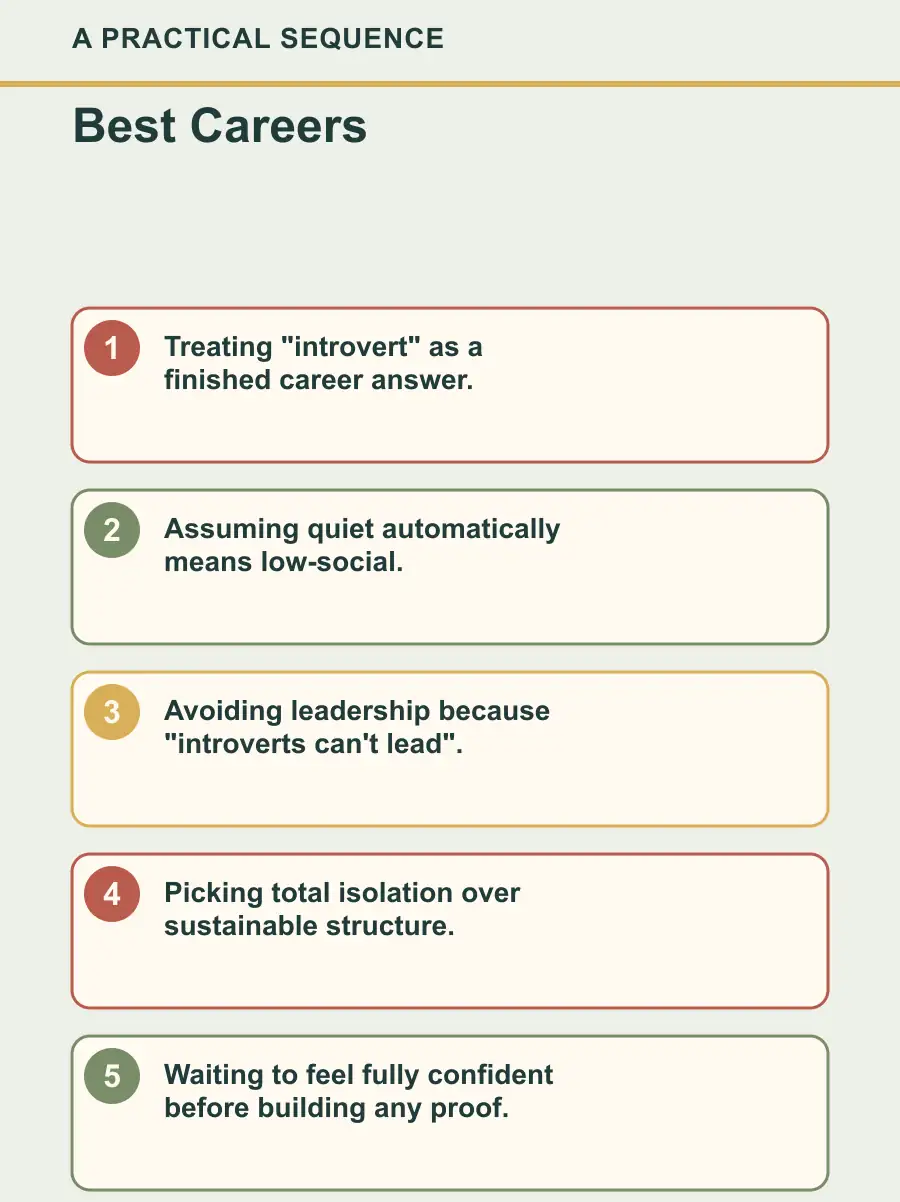 A PRACTICAL SEQUENCE
Best Careers
1
Treating "introvert" as a
finished career answer.
2
Assuming quiet automatically
means low-social.
3
Avoiding leadership because
"introverts can't lead".
4
Picking total isolation over
sustainable structure.
5
Waiting to feel fully confident
before building any proof.